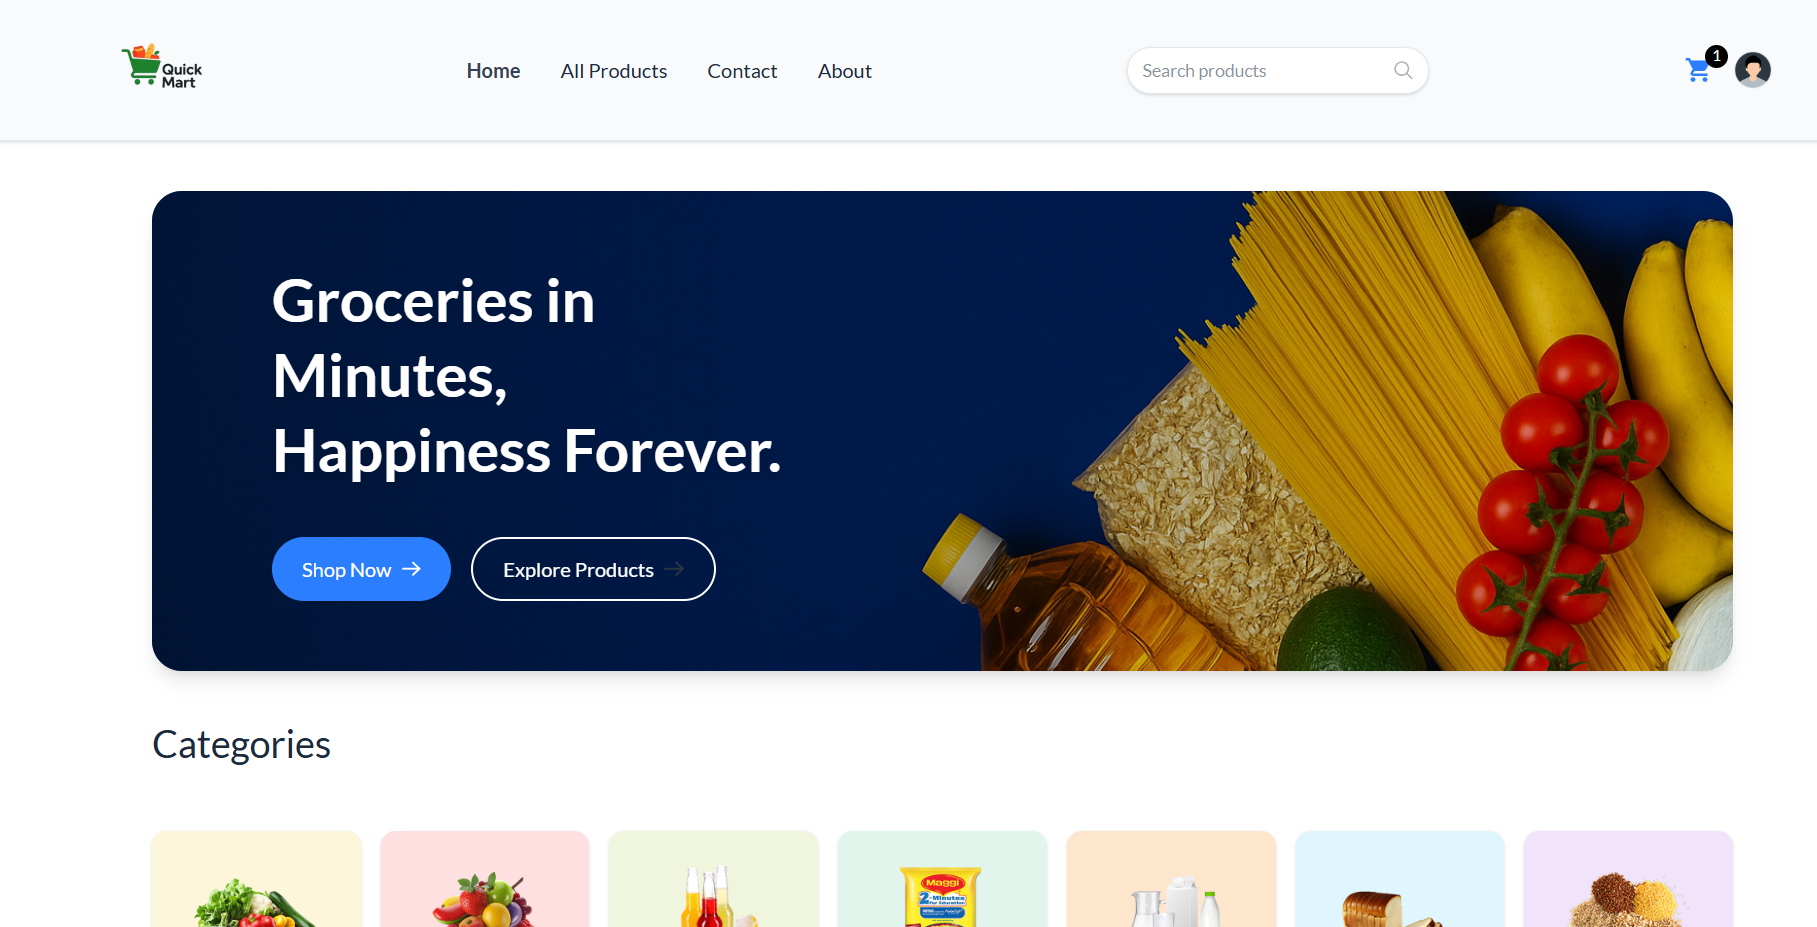 Quick
Mart
Home
All Products
Contact
About
Search products
1
Groceries in
Minutes,
Happiness Forever.
Shop Now
Explore Products
Categories
Maggi
2-Minutes